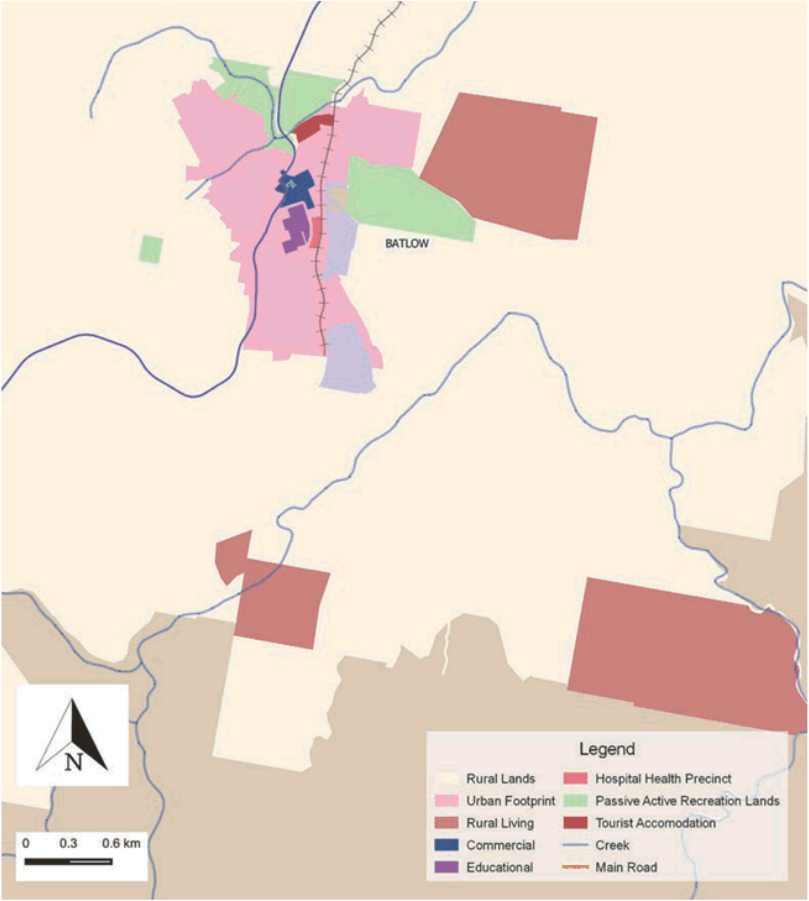 BATLOW
N
0 0.3 0.6 km
Legend
Rural Lands
Urban Footprint
Rural Living
Commercial
Educational
Hospital Health Precinct
Passive Active Recreation Lands
Tourist Accomodation
Creek
Main Road